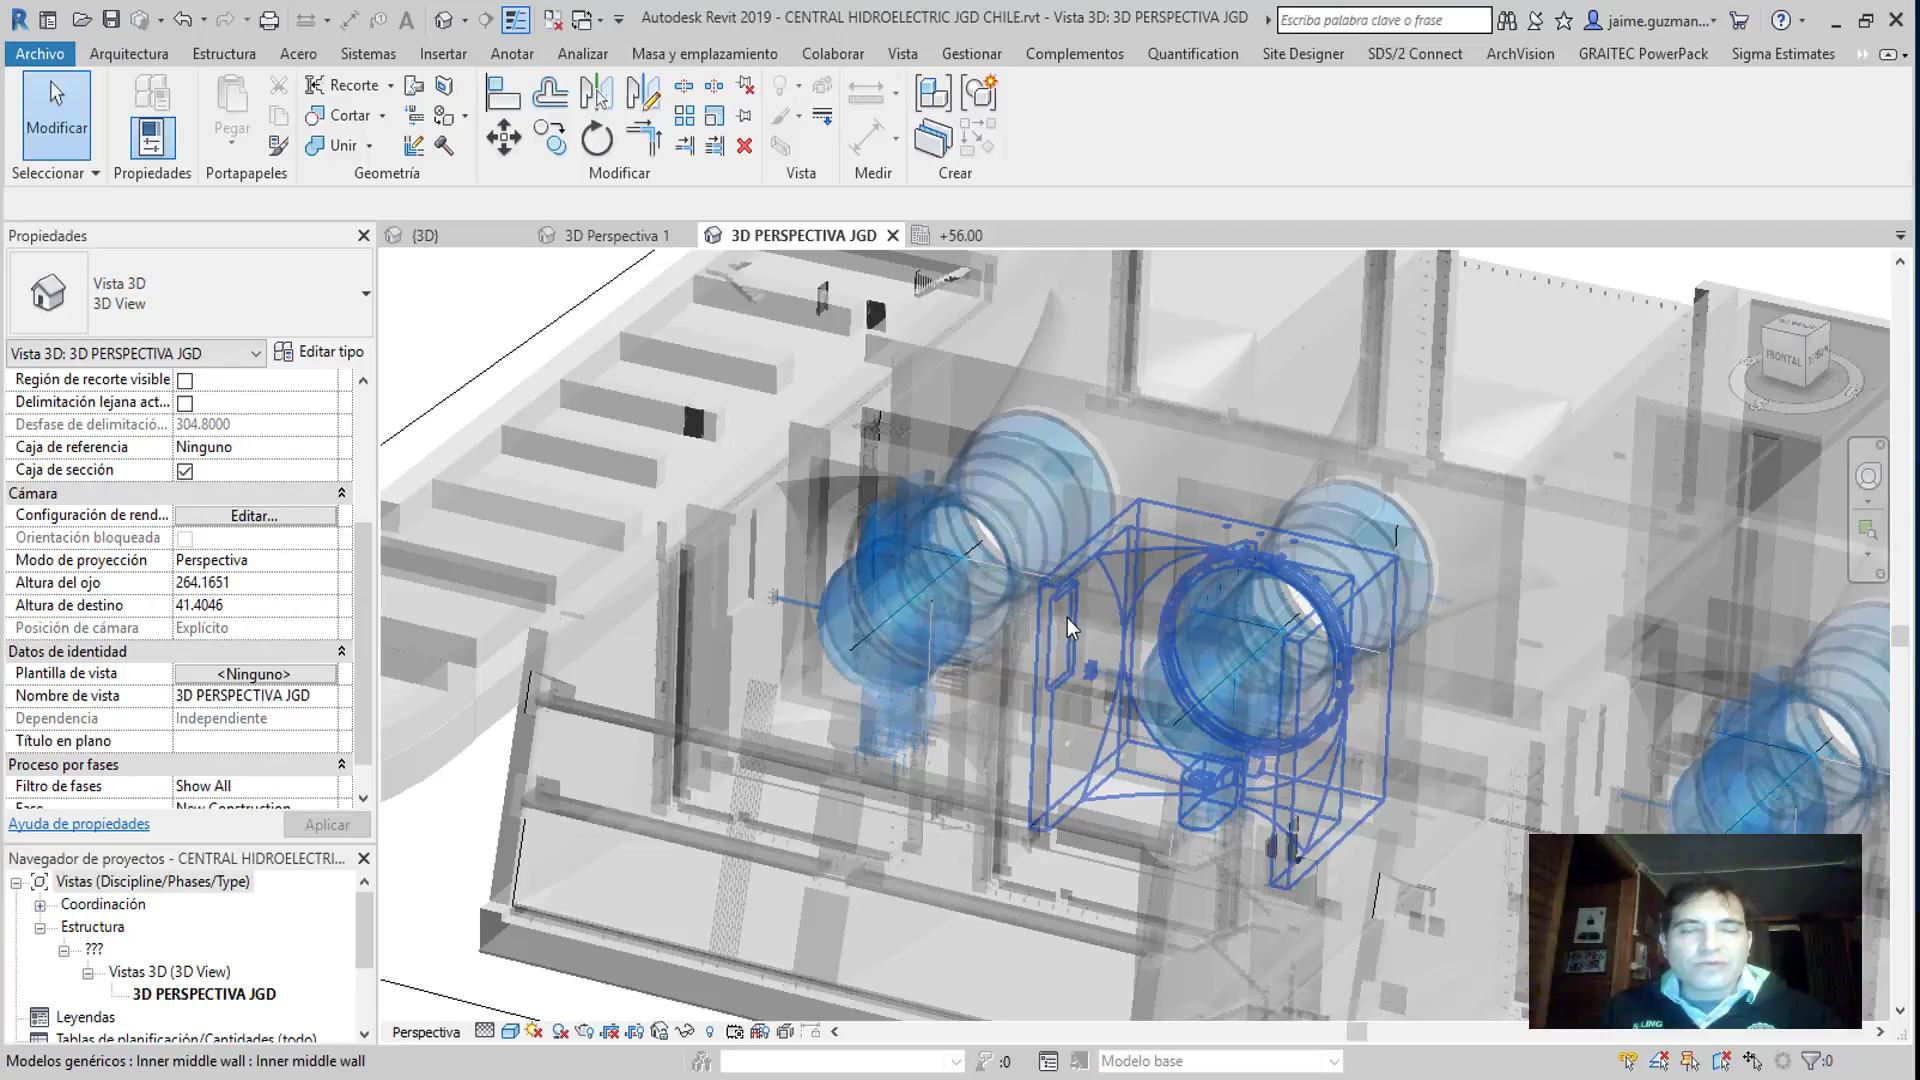 Autodesk Revit 2019 - CENTRAL HIDROELECTRIC JGD CHILE.rvt - Vista 3D: 3D PERSPECTIVA JGD
Escriba palabra clave o frase
jaime.guzman...
Archivo Arquitectura Estructura Acero Sistemas Insertar Anotar Analizar Masa y emplazamiento Colaborar Vista Gestionar Complementos Quantification Site Designer SDS/2 Connect ArchVision GRAITEC PowerPack Sigma Estimates
Modificar
Pegar
Recorte
Cortar
Unir
Seleccionar Propiedades Portapapeles Geometría Modificar Vista Medir Crear
Propiedades
{3D} 3D Perspectiva 1 3D PERSPECTIVA JGD +56.00
Vista 3D
3D View
Vista 3D: 3D PERSPECTIVA JGD Editar tipo
Región de recorte visible
Delimitación lejana act...
Desfase de delimitació... 304.8000
Caja de referencia Ninguno
Caja de sección
Cámara
Configuración de rend... Editar...
Orientación bloqueada
Modo de proyección Perspectiva
Altura del ojo 264.1651
Altura de destino 41.4046
Posición de cámara Explícito
Datos de identidad
Plantilla de vista <Ninguno>
Nombre de vista 3D PERSPECTIVA JGD
Dependencia Independiente
Título en plano
Proceso por fases
Filtro de fases Show All
Fase New Construction
Ayuda de propiedades Aplicar
Navegador de proyectos - CENTRAL HIDROELECTRI...
Vistas (Discipline/Phases/Type)
Coordinación
Estructura
???
Vistas 3D (3D View)
3D PERSPECTIVA JGD
Leyendas
Tablas de planificación/Cantidades (todo)
FRONTAL
Perspectiva
Modelos genéricos : Inner middle wall : Inner middle wall
:0
Modelo base
:0